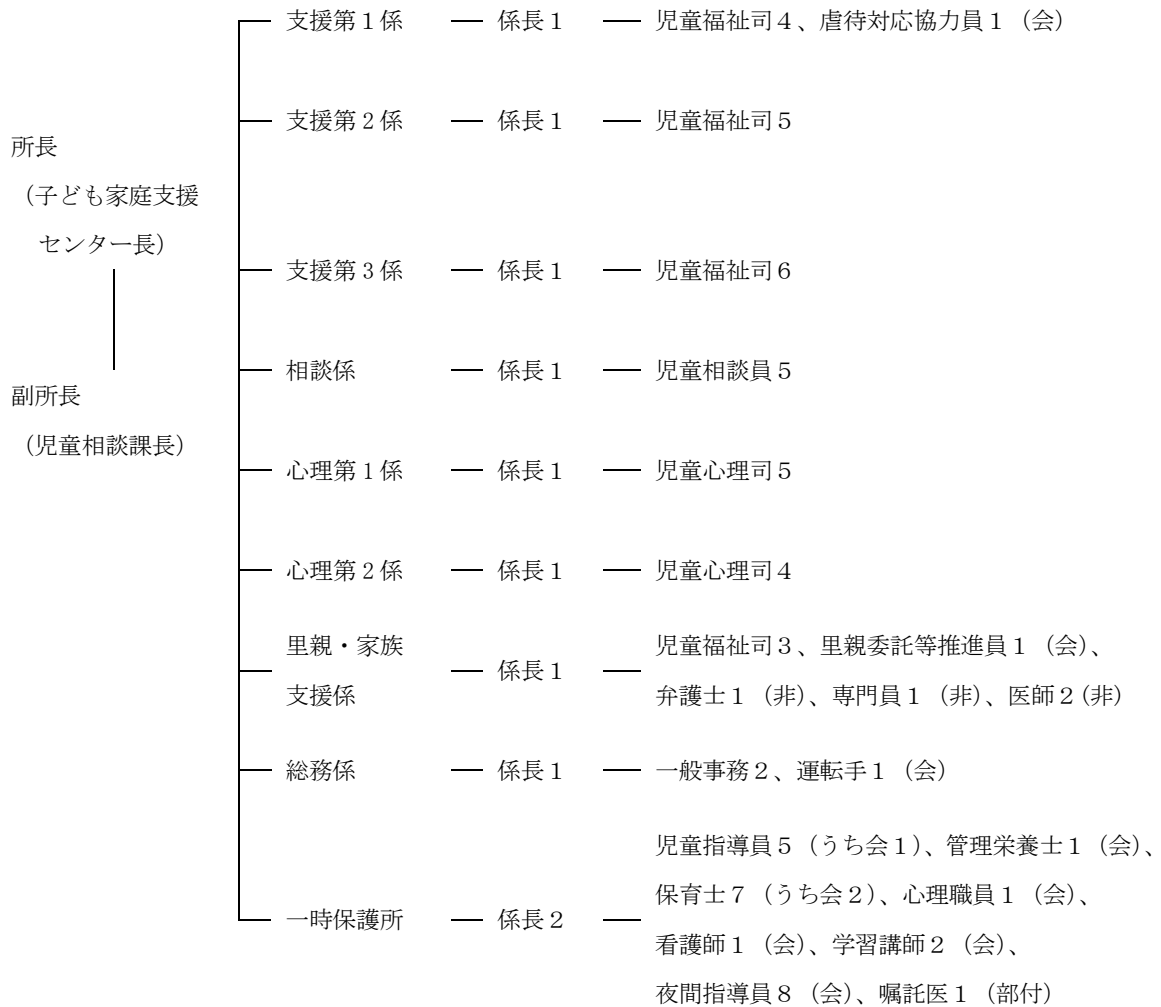 支援第１係 係長１ 児童福祉司４、虐待対応協力員１（会）
支援第２係 係長１ 児童福祉司５
所長
（子ども家庭支援
センター長）
支援第３係 係長１ 児童福祉司６
相談係 係長１ 児童相談員５
副所長
（児童相談課長）
心理第１係 係長１ 児童心理司５
心理第２係 係長１ 児童心理司４
里親・家族
支援係 係長１ 児童福祉司３、里親委託等推進員１（会）、
弁護士１（非）、専門員１（非）、医師２(非)
総務係 係長１ 一般事務２、運転手１（会）
一時保護所 係長２ 児童指導員５（うち会１）、管理栄養士１（会）、
保育士７（うち会２）、心理職員１（会）、
看護師１（会）、学習講師２（会）、
夜間指導員８（会）、嘱託医１（部付）